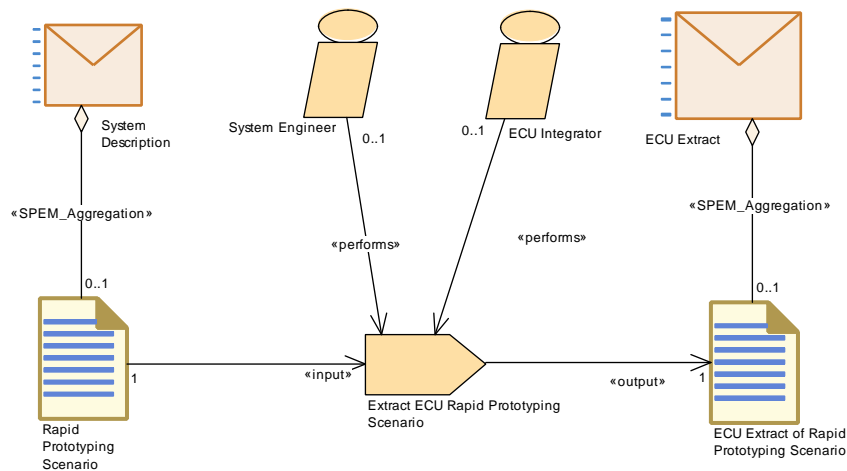 System
Description
System Engineer
0..1
0..1
ECU Integrator
ECU Extract
«SPEM_Aggregation»
«SPEM_Aggregation»
«performs»
«performs»
0..1
0..1
1
«input»
«output»
1
Extract ECU Rapid Prototyping
Scenario
Rapid
Prototyping
Scenario
ECU Extract of Rapid
Prototyping Scenario